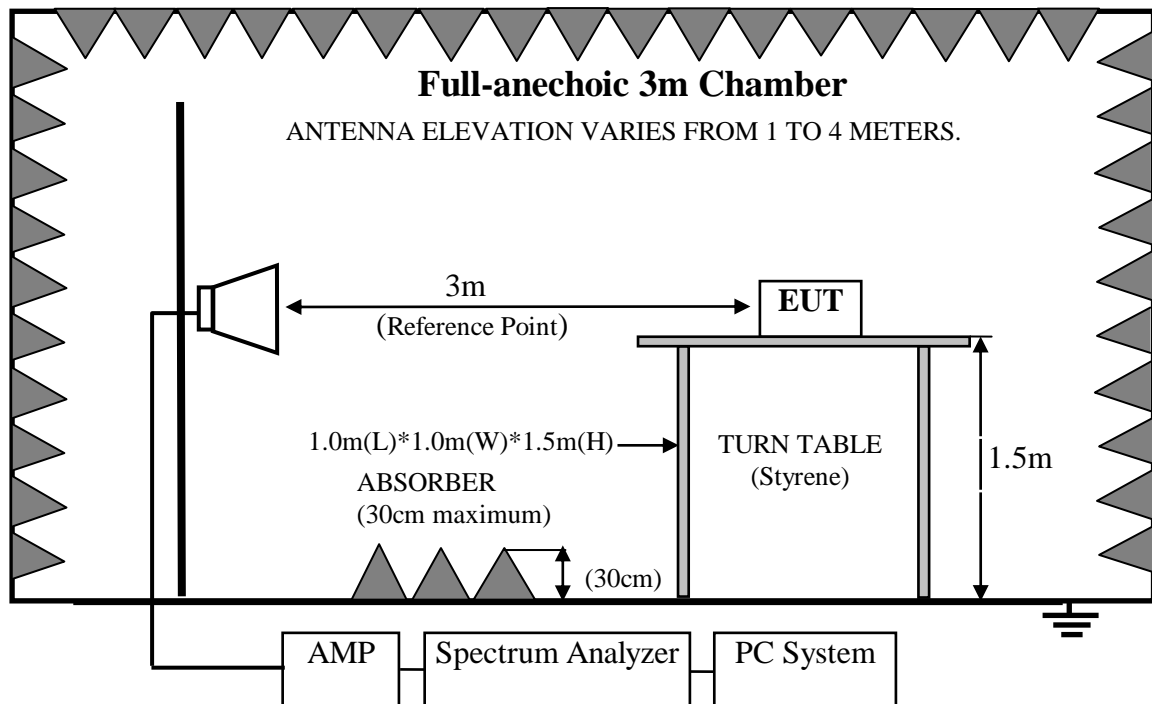 Full-anechoic 3m Chamber
ANTENNA ELEVATION VARIES FROM 1 TO 4 METERS.
3m
(Reference Point)
EUT
1.0m(L)*1.0m(W)*1.5m(H)
TURN TABLE
(Styrene)
1.5m
ABSORBER
(30cm maximum)
(30cm)
AMP
Spectrum Analyzer
PC System